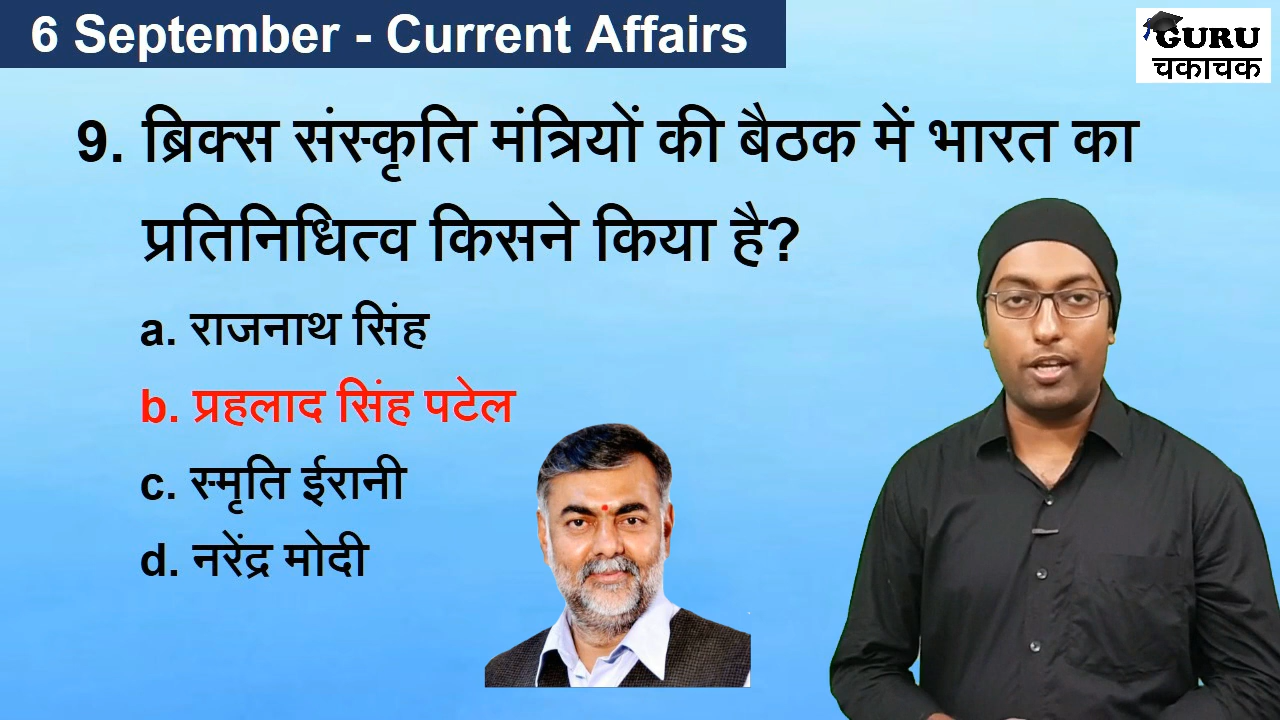 6 September - Current Affairs
GURU
चकाचक
9. ब्रिक्स संस्कृति मंत्रियों की बैठक में भारत का
प्रतिनिधित्व किसने किया है?
a. राजनाथ सिंह
b. प्रहलाद सिंह पटेल
c. स्मृति ईरानी
d. नरेंद्र मोदी